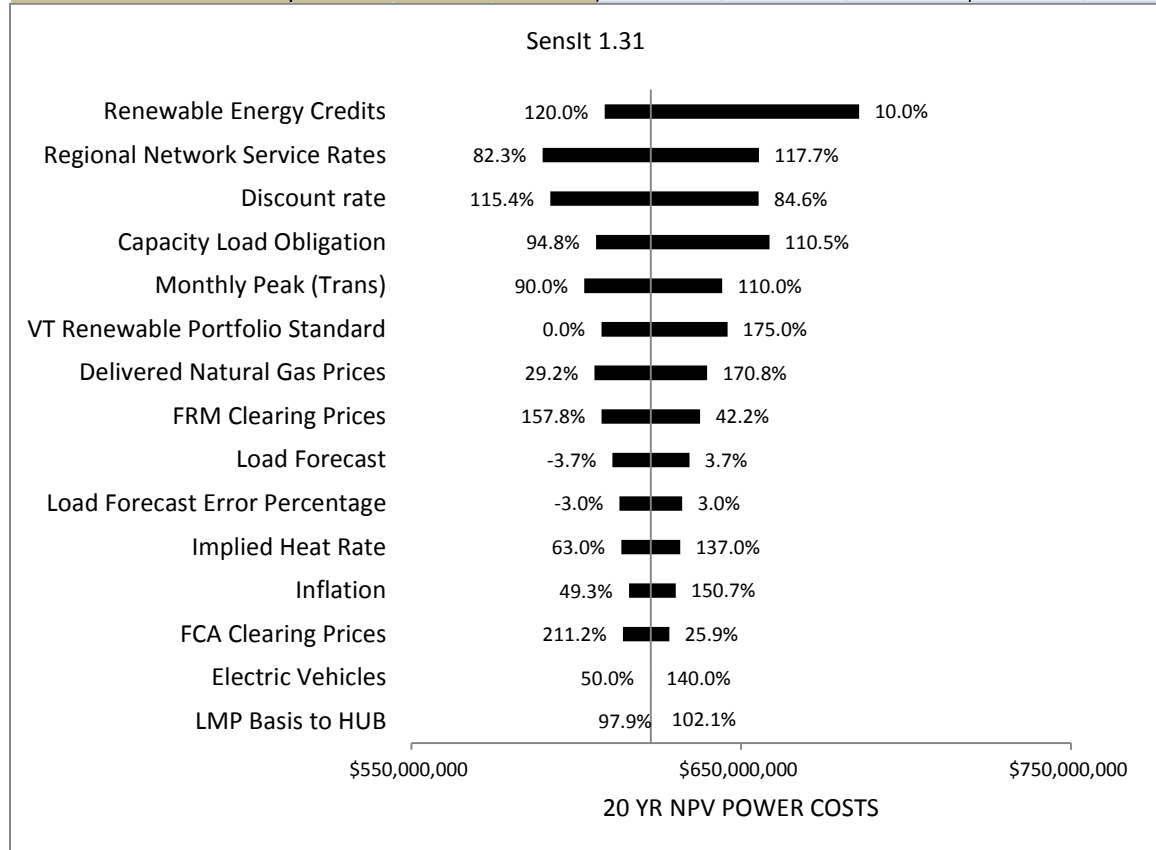 SensIt 1.31
Renewable Energy Credits 120.0% 10.0%
Regional Network Service Rates 82.3% 117.7%
Discount rate 115.4% 84.6%
Capacity Load Obligation 94.8% 110.5%
Monthly Peak (Trans) 90.0% 110.0%
VT Renewable Portfolio Standard 0.0% 175.0%
Delivered Natural Gas Prices 29.2% 170.8%
FRM Clearing Prices 157.8% 42.2%
Load Forecast -3.7% 3.7%
Load Forecast Error Percentage -3.0% 3.0%
Implied Heat Rate 63.0% 137.0%
Inflation 49.3% 150.7%
FCA Clearing Prices 211.2% 25.9%
Electric Vehicles 50.0% 140.0%
LMP Basis to HUB 97.9% 102.1%
$550,000,000 $650,000,000 $750,000,000
20 YR NPV POWER COSTS